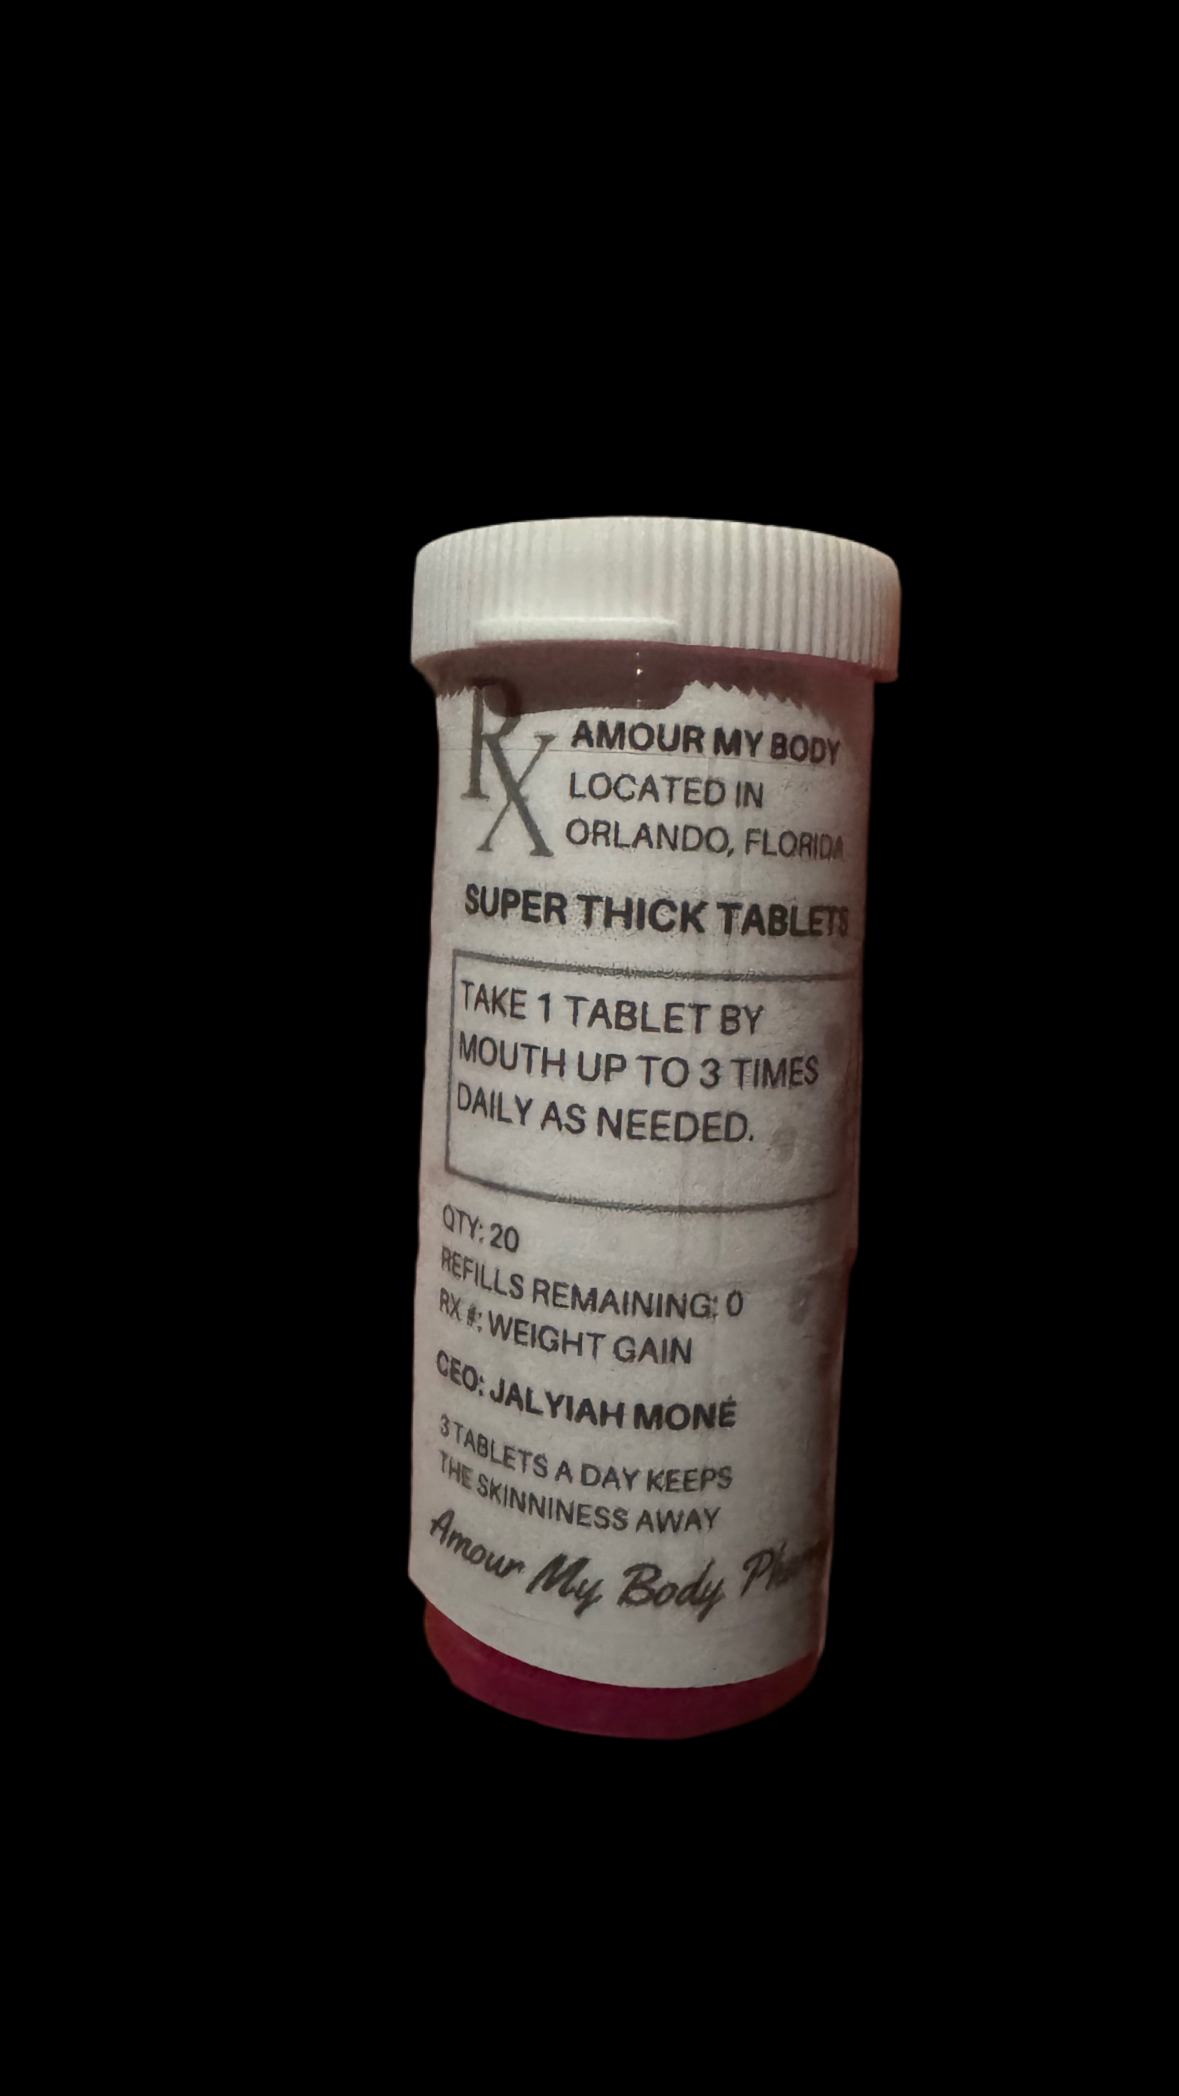 Rx
AMOUR MY BODY
LOCATED IN
ORLANDO, FLORIDA
SUPER THICK TABLETS
TAKE 1 TABLET BY
MOUTH UP TO 3 TIMES
DAILY AS NEEDED.
QTY: 20
REFILLS REMAINING: 0
RX #: WEIGHT GAIN
CEO: JALYIAH MONÉ
3 TABLETS A DAY KEEPS
THE SKINNINESS AWAY
Amour My Body